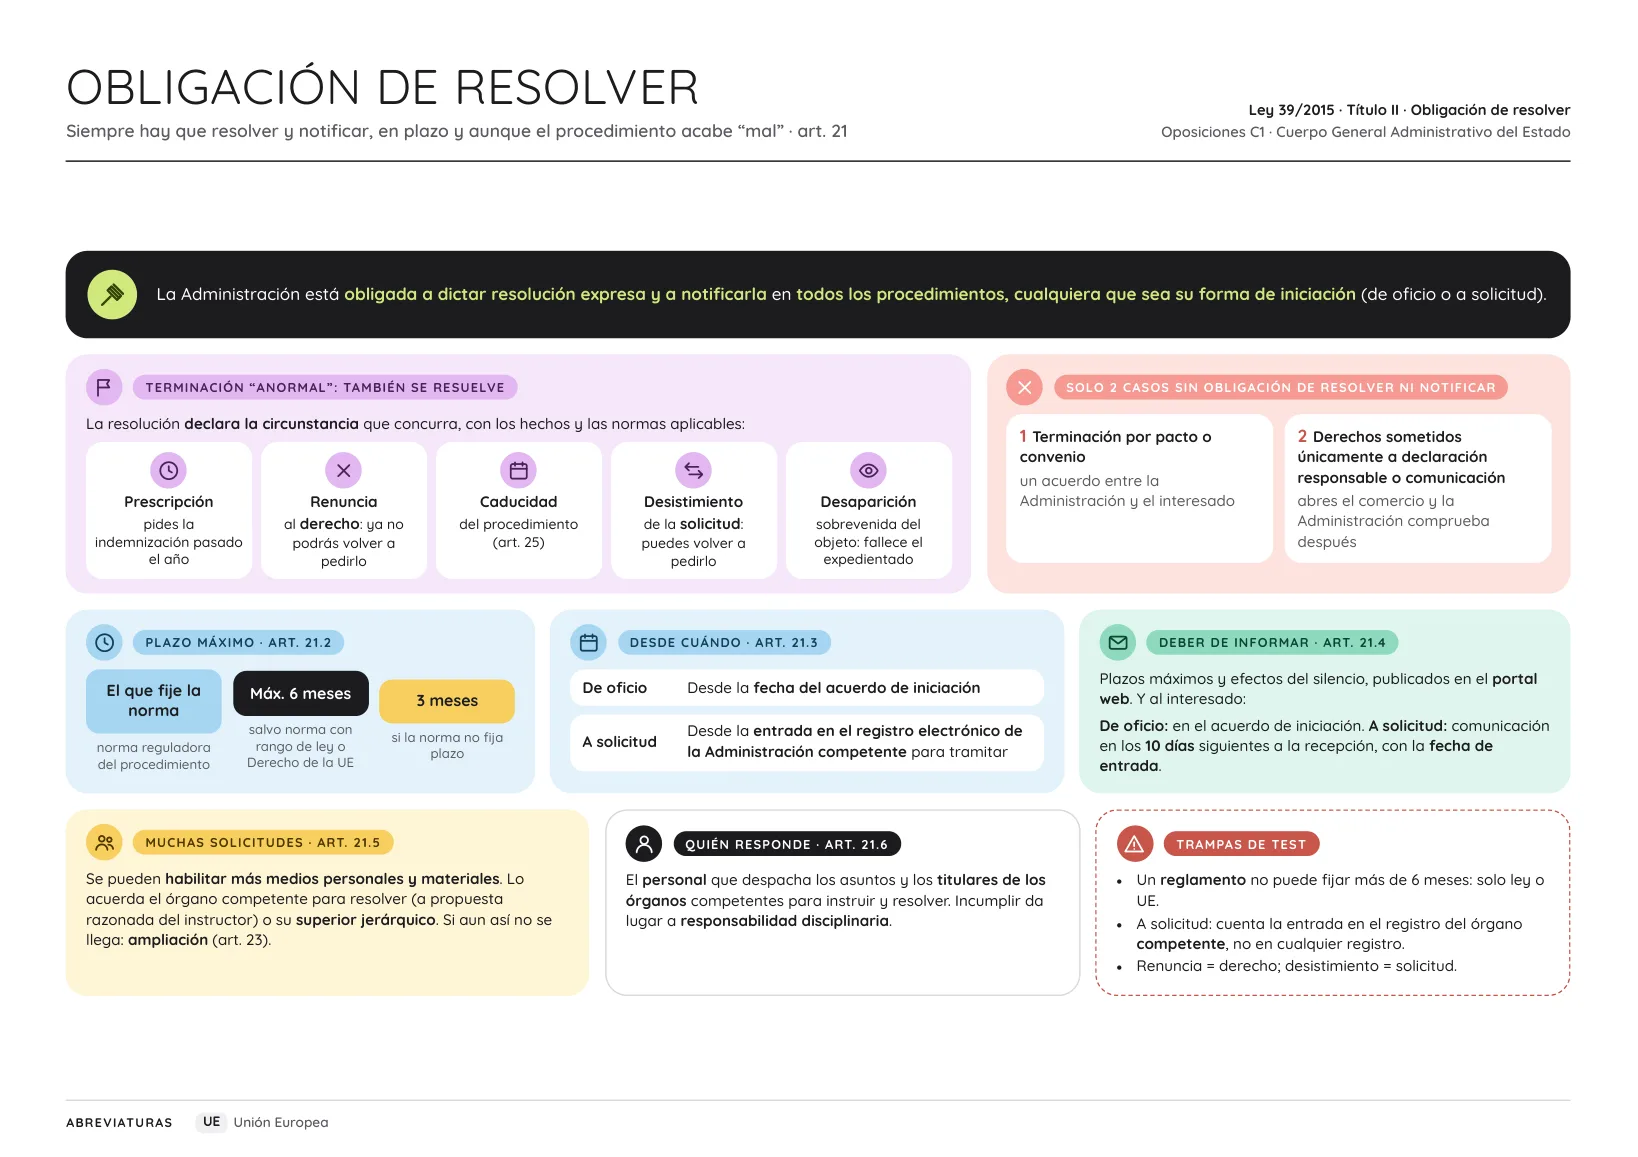 OBLIGACIÓN DE RESOLVER
Siempre hay que resolver y notificar, en plazo y aunque el procedimiento acabe “mal” · art. 21
Ley 39/2015 · Título II · Obligación de resolver
Oposiciones C1 · Cuerpo General Administrativo del Estado
La Administración está obligada a dictar resolución expresa y a notificarla en todos los procedimientos, cualquiera que sea su forma de iniciación (de oficio o a solicitud).
TERMINACIÓN “ANORMAL”: TAMBIÉN SE RESUELVE
La resolución declara la circunstancia que concurra, con los hechos y las normas aplicables:
Prescripción
pides la
indemnización pasado
el año
Renuncia
al derecho: ya no
podrás volver a
pedirlo
Caducidad
del procedimiento
(art. 25)
Desistimiento
de la solicitud:
puedes volver a
pedirlo
Desaparición
sobrevenida del
objeto: fallece el
expedientado
SOLO 2 CASOS SIN OBLIGACIÓN DE RESOLVER NI NOTIFICAR
1 Terminación por pacto o
convenio
un acuerdo entre la
Administración y el interesado
2 Derechos sometidos
únicamente a declaración
responsable o comunicación
abres el comercio y la
Administración comprueba
después
PLAZO MÁXIMO · ART. 21.2
El que fije la
norma
norma reguladora
del procedimiento
Máx. 6 meses
salvo norma con
rango de ley o
Derecho de la UE
3 meses
si la norma no fija
plazo
DESDE CUÁNDO · ART. 21.3
De oficio
Desde la fecha del acuerdo de iniciación
A solicitud
Desde la entrada en el registro electrónico de
la Administración competente para tramitar
DEBER DE INFORMAR · ART. 21.4
Plazos máximos y efectos del silencio, publicados en el portal
web. Y al interesado:
De oficio: en el acuerdo de iniciación. A solicitud: comunicación
en los 10 días siguientes a la recepción, con la fecha de
entrada.
MUCHAS SOLICITUDES · ART. 21.5
Se pueden habilitar más medios personales y materiales. Lo
acuerda el órgano competente para resolver (a propuesta
razonada del instructor) o su superior jerárquico. Si aun así no se
llega: ampliación (art. 23).
QUIÉN RESPONDE · ART. 21.6
El personal que despacha los asuntos y los titulares de los
órganos competentes para instruir y resolver. Incumplir da
lugar a responsabilidad disciplinaria.
TRAMPAS DE TEST
• Un reglamento no puede fijar más de 6 meses: solo ley o
UE.
• A solicitud: cuenta la entrada en el registro del órgano
competente, no en cualquier registro.
• Renuncia = derecho; desistimiento = solicitud.
ABREVIATURAS UE Unión Europea